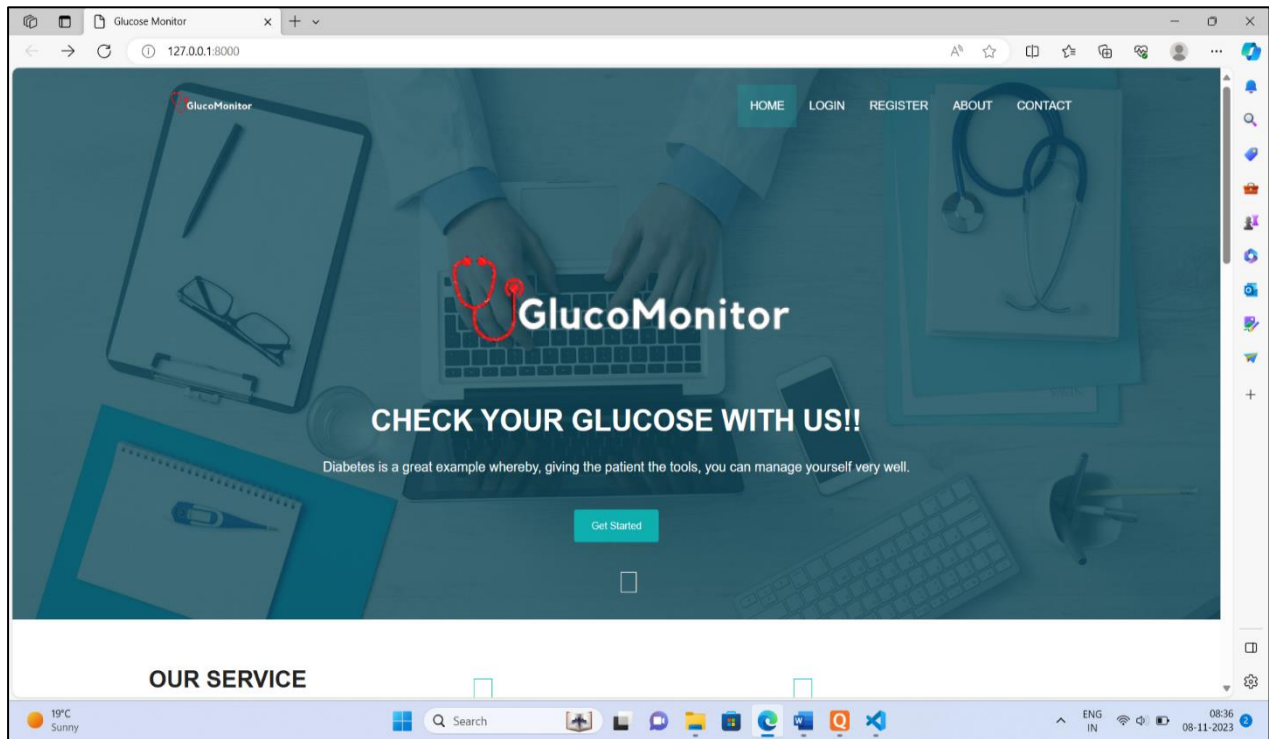 Glucose Monitor
127.0.0.1:8000
GlucoMonitor
HOME LOGIN REGISTER ABOUT CONTACT
GlucoMonitor
CHECK YOUR GLUCOSE WITH US!!
Diabetes is a great example whereby, giving the patient the tools, you can manage yourself very well.
Get Started
OUR SERVICE
19°C
Sunny
Search
ENG
IN
08:36
08-11-2023
2